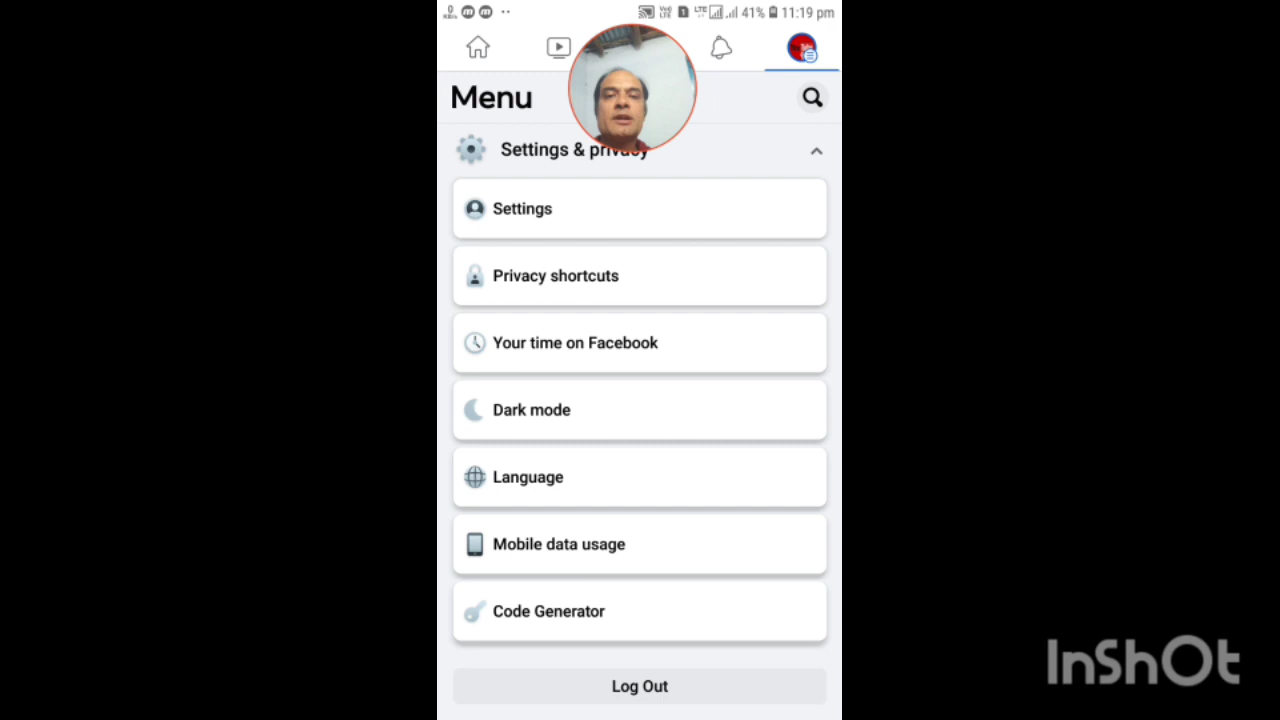 41% 11:19 pm
Menu
Settings & privacy
Settings
Privacy shortcuts
Your time on Facebook
Dark mode
Language
Mobile data usage
Code Generator
Log Out
InShOt